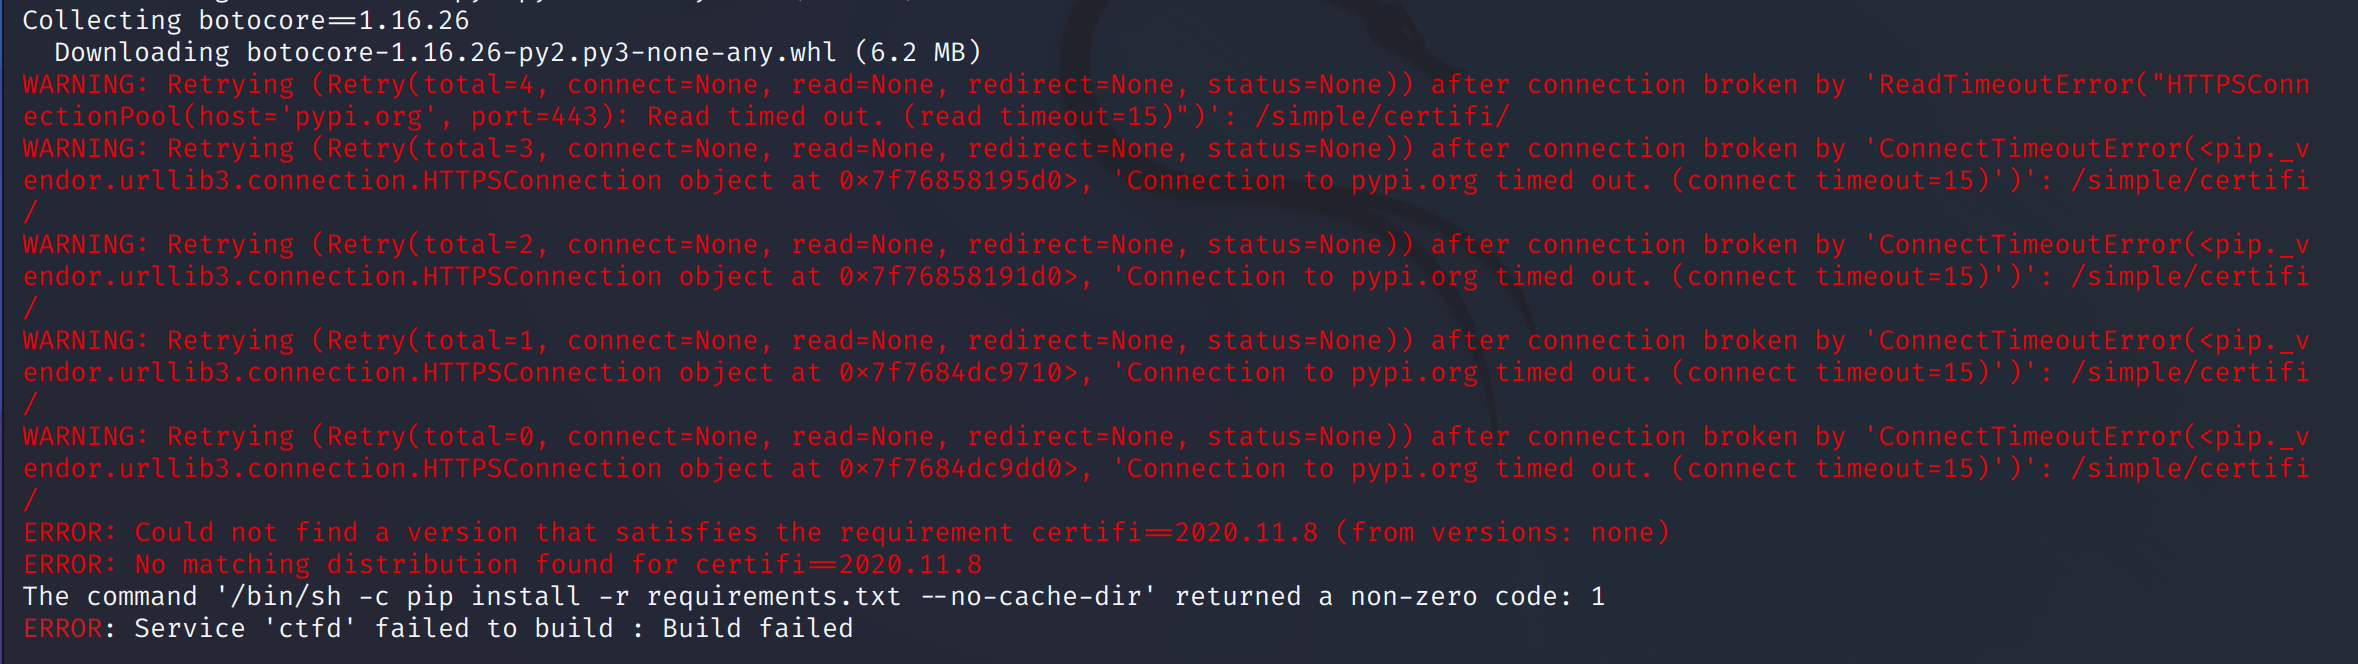 Collecting botocore==1.16.26
  Downloading botocore-1.16.26-py2.py3-none-any.whl (6.2 MB)
WARNING: Retrying (Retry(total=4, connect=None, read=None, redirect=None, status=None)) after connection broken by 'ReadTimeoutError("HTTPSConn
ectionPool(host='pypi.org', port=443): Read timed out. (read timeout=15)")': /simple/certifi/
WARNING: Retrying (Retry(total=3, connect=None, read=None, redirect=None, status=None)) after connection broken by 'ConnectTimeoutError(<pip._v
endor.urllib3.connection.HTTPSConnection object at 0x7f76858195d0>, 'Connection to pypi.org timed out. (connect timeout=15)')': /simple/certifi
/
WARNING: Retrying (Retry(total=2, connect=None, read=None, redirect=None, status=None)) after connection broken by 'ConnectTimeoutError(<pip._v
endor.urllib3.connection.HTTPSConnection object at 0x7f76858191d0>, 'Connection to pypi.org timed out. (connect timeout=15)')': /simple/certifi
/
WARNING: Retrying (Retry(total=1, connect=None, read=None, redirect=None, status=None)) after connection broken by 'ConnectTimeoutError(<pip._v
endor.urllib3.connection.HTTPSConnection object at 0x7f7684dc9710>, 'Connection to pypi.org timed out. (connect timeout=15)')': /simple/certifi
/
WARNING: Retrying (Retry(total=0, connect=None, read=None, redirect=None, status=None)) after connection broken by 'ConnectTimeoutError(<pip._v
endor.urllib3.connection.HTTPSConnection object at 0x7f7684dc9dd0>, 'Connection to pypi.org timed out. (connect timeout=15)')': /simple/certifi
/
ERROR: Could not find a version that satisfies the requirement certifi==2020.11.8 (from versions: none)
ERROR: No matching distribution found for certifi==2020.11.8
The command '/bin/sh -c pip install -r requirements.txt --no-cache-dir' returned a non-zero code: 1
ERROR: Service 'ctfd' failed to build : Build failed